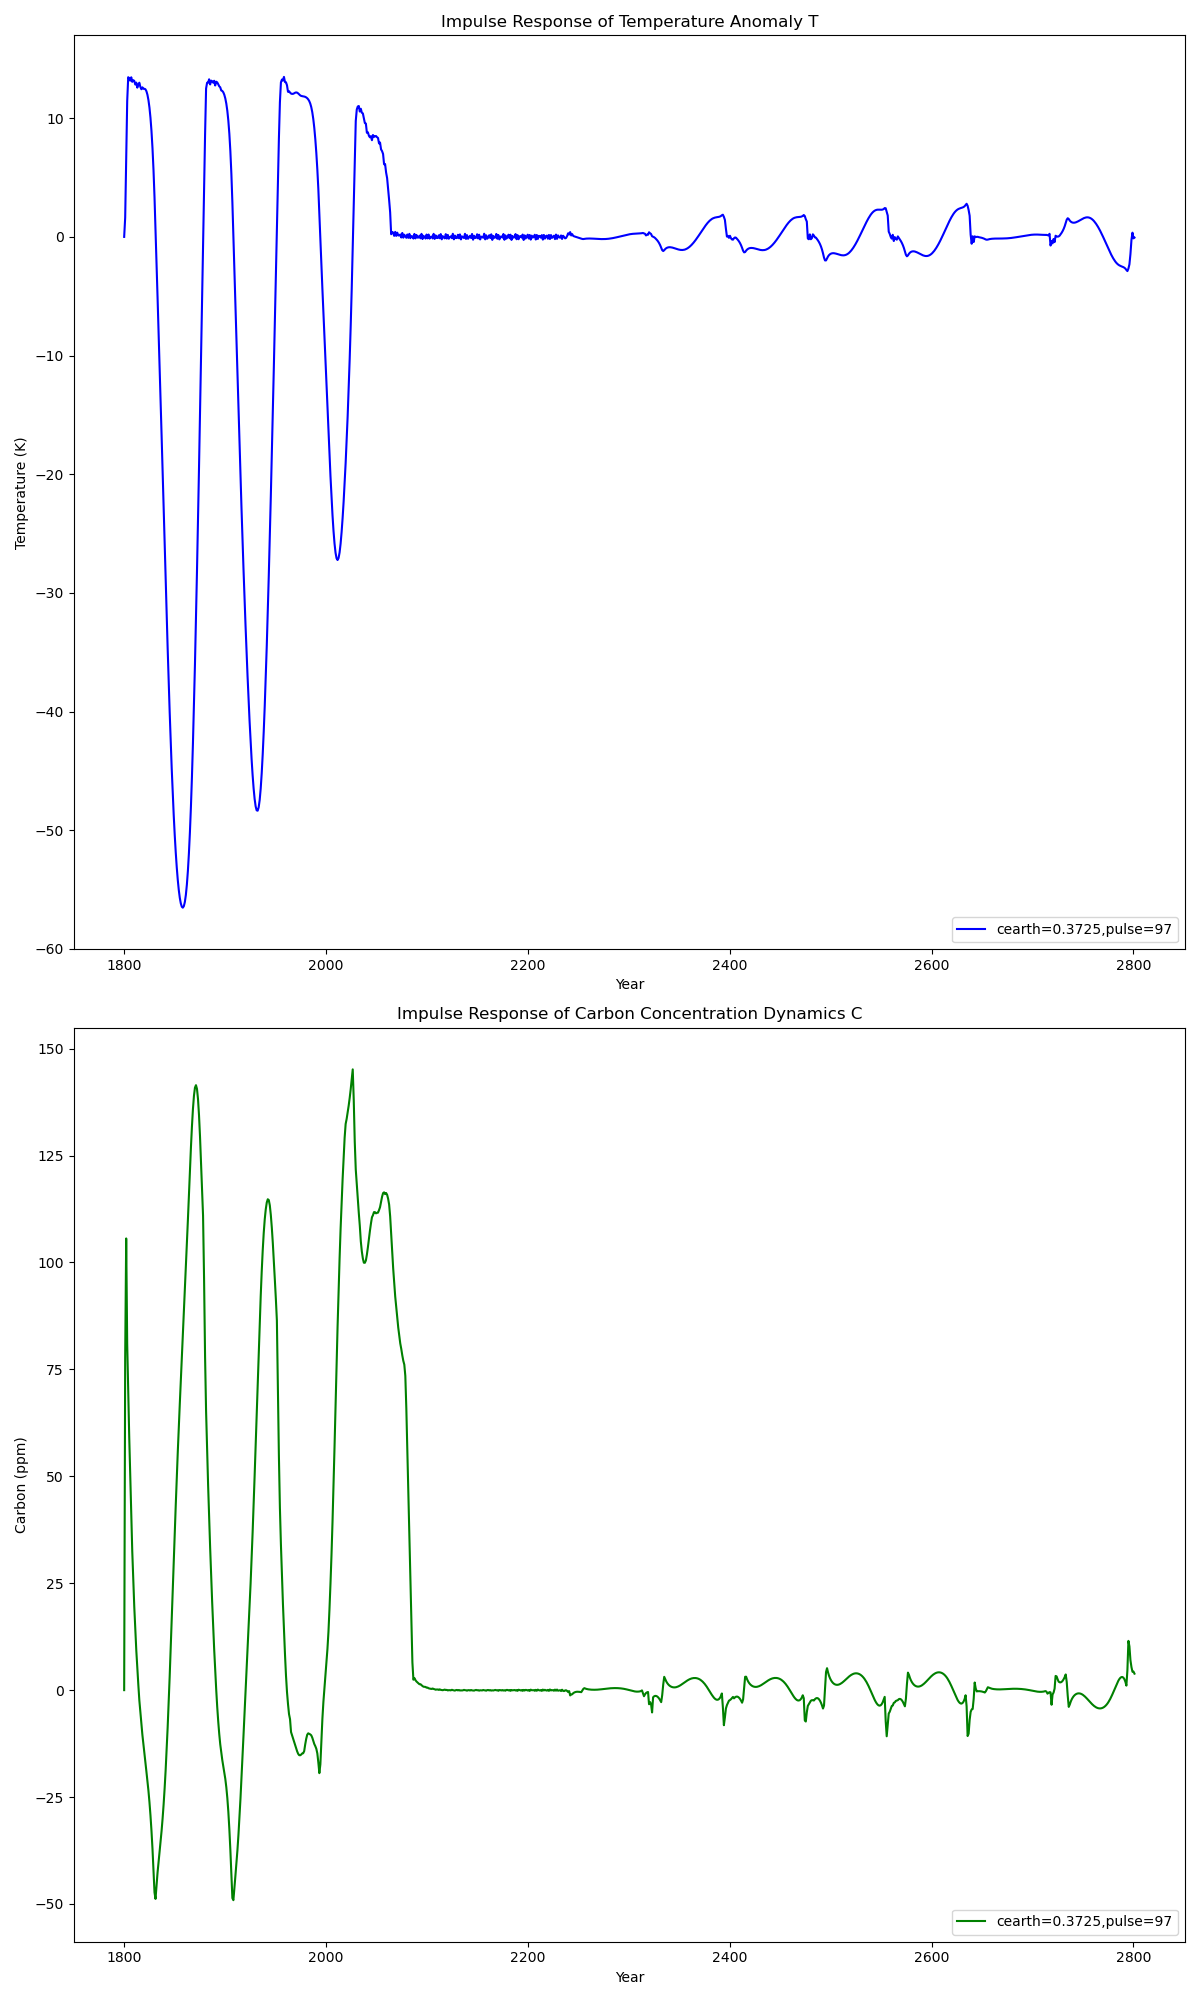 Impulse Response of Temperature Anomaly T
10
0
−10
−20
−30
−40
−50
−60
Temperature (K)
cearth=0.3725,pulse=97
1800 2000 2200 2400 2600 2800
Year
Impulse Response of Carbon Concentration Dynamics C
150
125
100
75
50
25
0
−25
−50
Carbon (ppm)
cearth=0.3725,pulse=97
1800 2000 2200 2400 2600 2800
Year